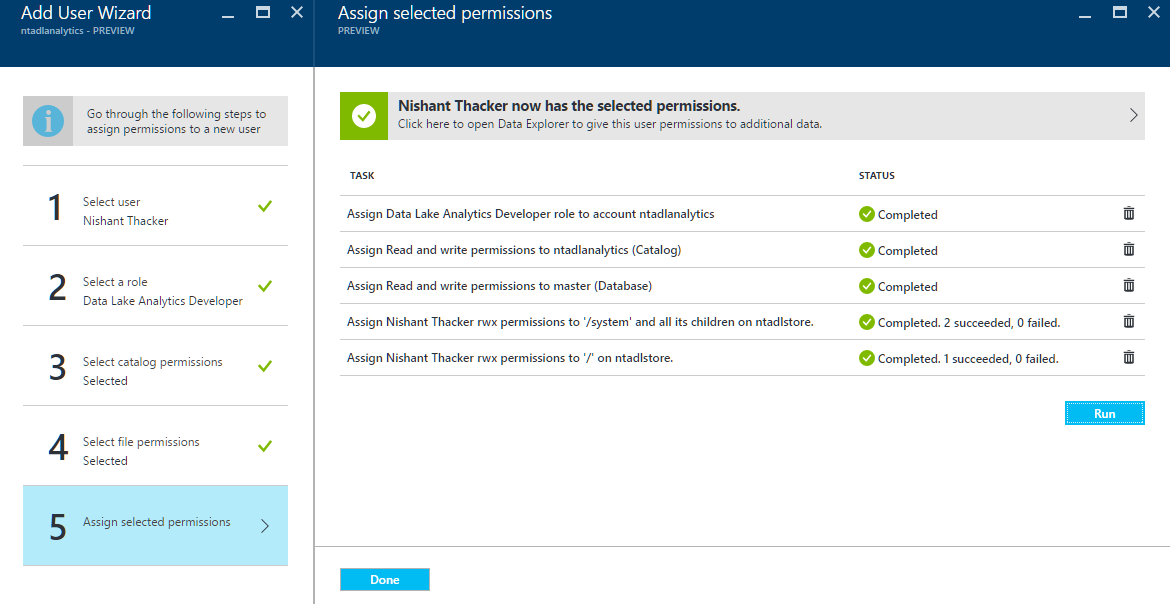 Add User Wizard
ntadlanalytics - PREVIEW
Go through the following steps to
assign permissions to a new user
1
Select user
Nishant Thacker
2
Select a role
Data Lake Analytics Developer
3
Select catalog permissions
Selected
4
Select file permissions
Selected
5
Assign selected permissions
Assign selected permissions
PREVIEW
Nishant Thacker now has the selected permissions.
Click here to open Data Explorer to give this user permissions to additional data.
TASK STATUS
Assign Data Lake Analytics Developer role to account ntadlanalytics Completed
Assign Read and write permissions to ntadlanalytics (Catalog) Completed
Assign Read and write permissions to master (Database) Completed
Assign Nishant Thacker rwx permissions to '/system' and all its children on ntadlstore. Completed. 2 succeeded, 0 failed.
Assign Nishant Thacker rwx permissions to '/' on ntadlstore. Completed. 1 succeeded, 0 failed.
Run
Done